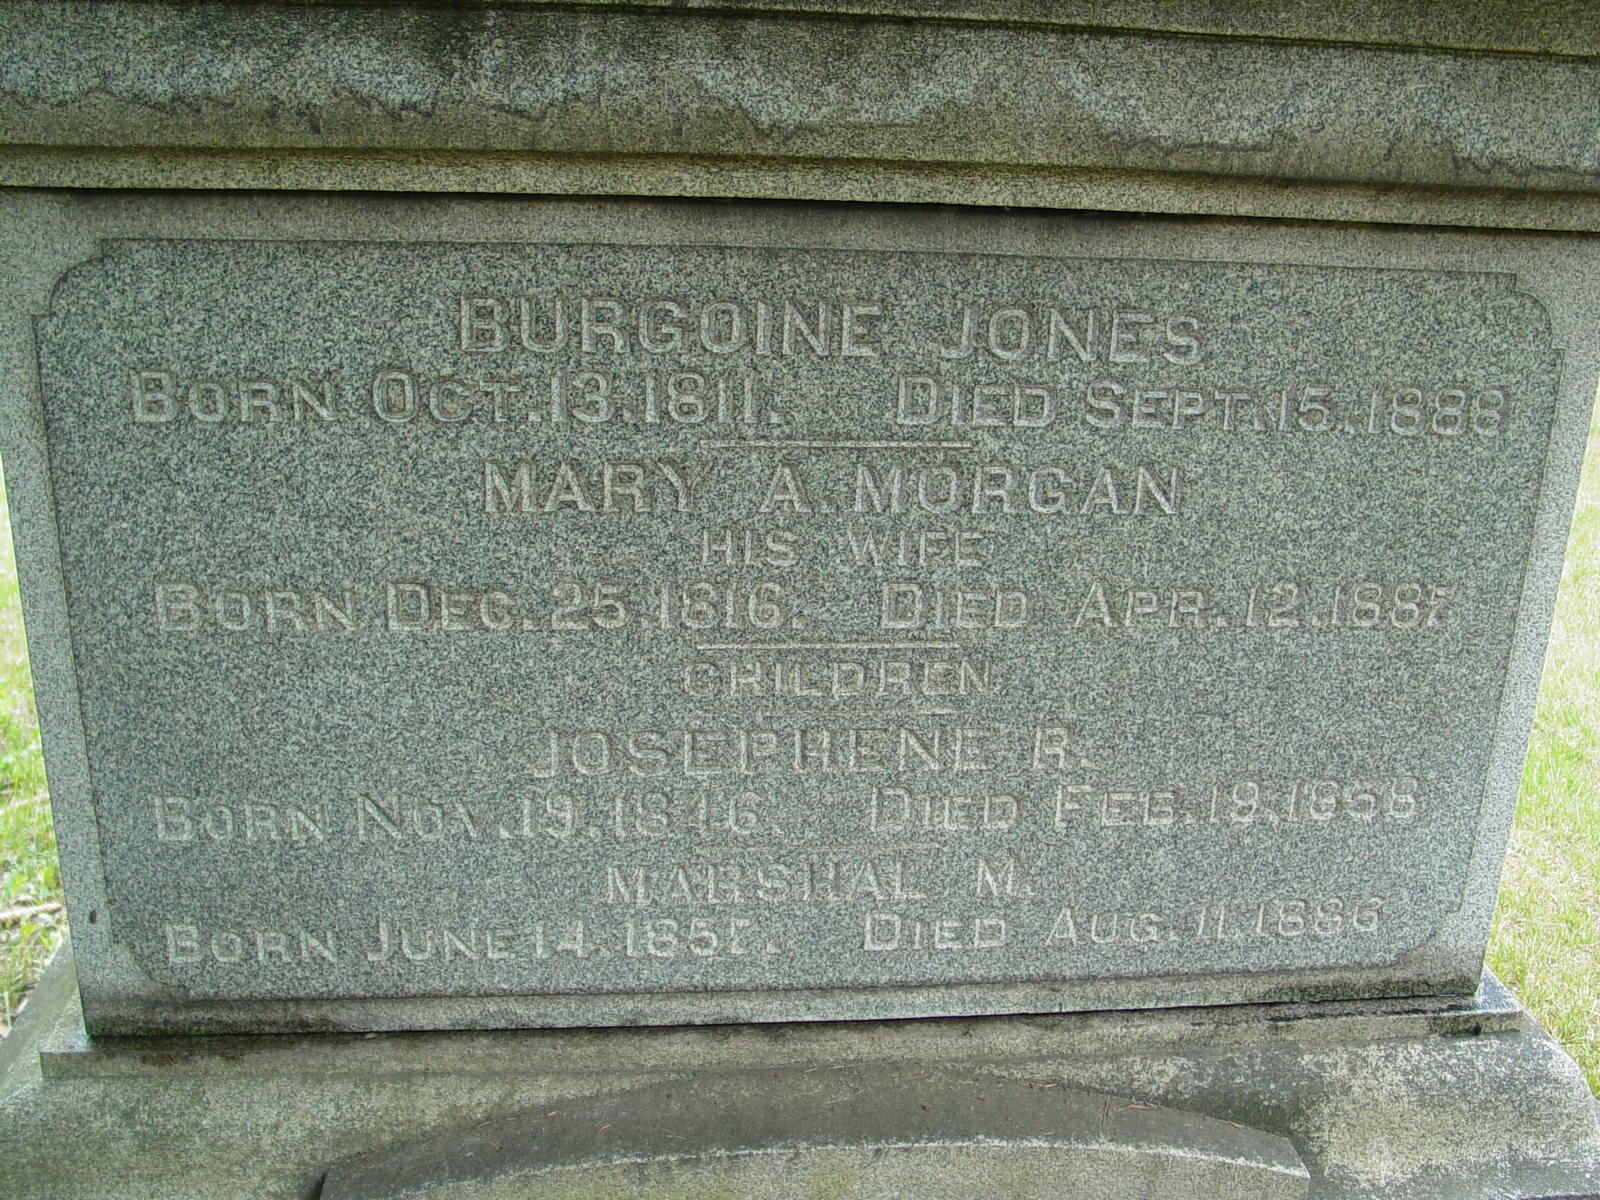 BURGOINE JONES
BORN OCT. 13. 1811. DIED SEPT. 15. 1888
MARY A. MORGAN
HIS WIFE
BORN DEC. 25. 1816. DIED APR. 12.
CHILDREN
JOSEPHENE R.
BORN NOV. 19. 1846. DIED FEB. 19. 1858
MARSHAL M.
BORN JUNE 14. DIED AUG. 11. 1886